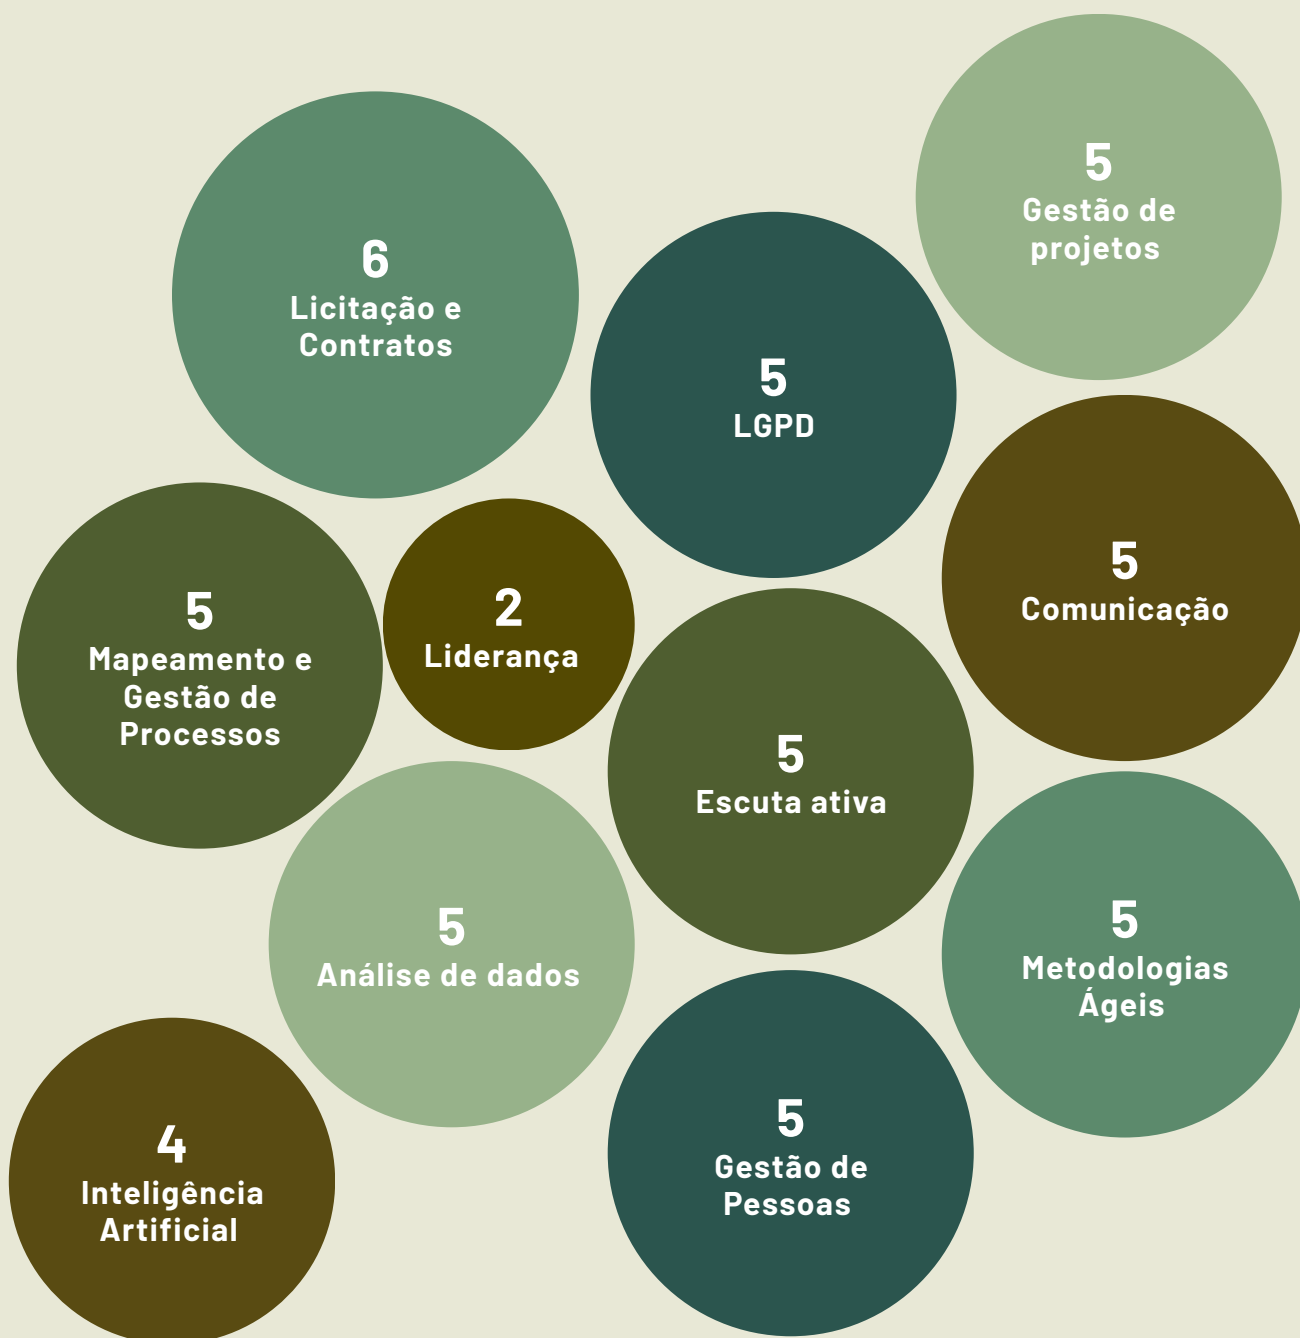 5
Gestão de
projetos
6
Licitação e
Contratos
5
LGPD
5
Comunicação
5
Mapeamento e
Gestão de
Processos
2
Liderança
5
Escuta ativa
5
Análise de dados
5
Metodologias
Ágeis
4
Inteligência
Artificial
5
Gestão de
Pessoas